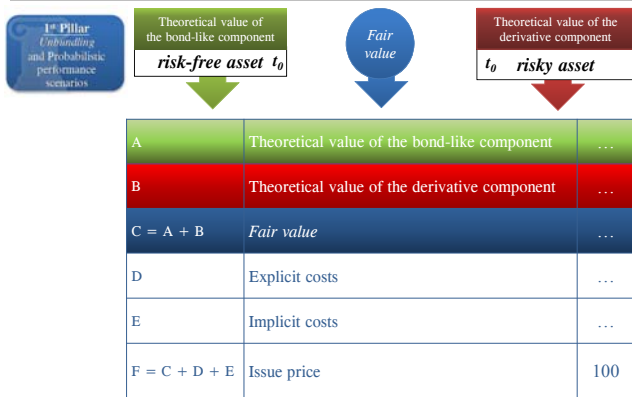 1st Pillar
Unbundling
and Probabilistic
performance
scenarios
Theoretical value of
the bond-like component
risk-free asset t0
Fair
value
Theoretical value of the
derivative component
t0 risky asset
A Theoretical value of the bond-like component ...
B Theoretical value of the derivative component ...
C = A + B Fair value ...
D Explicit costs ...
E Implicit costs ...
F = C + D + E Issue price 100